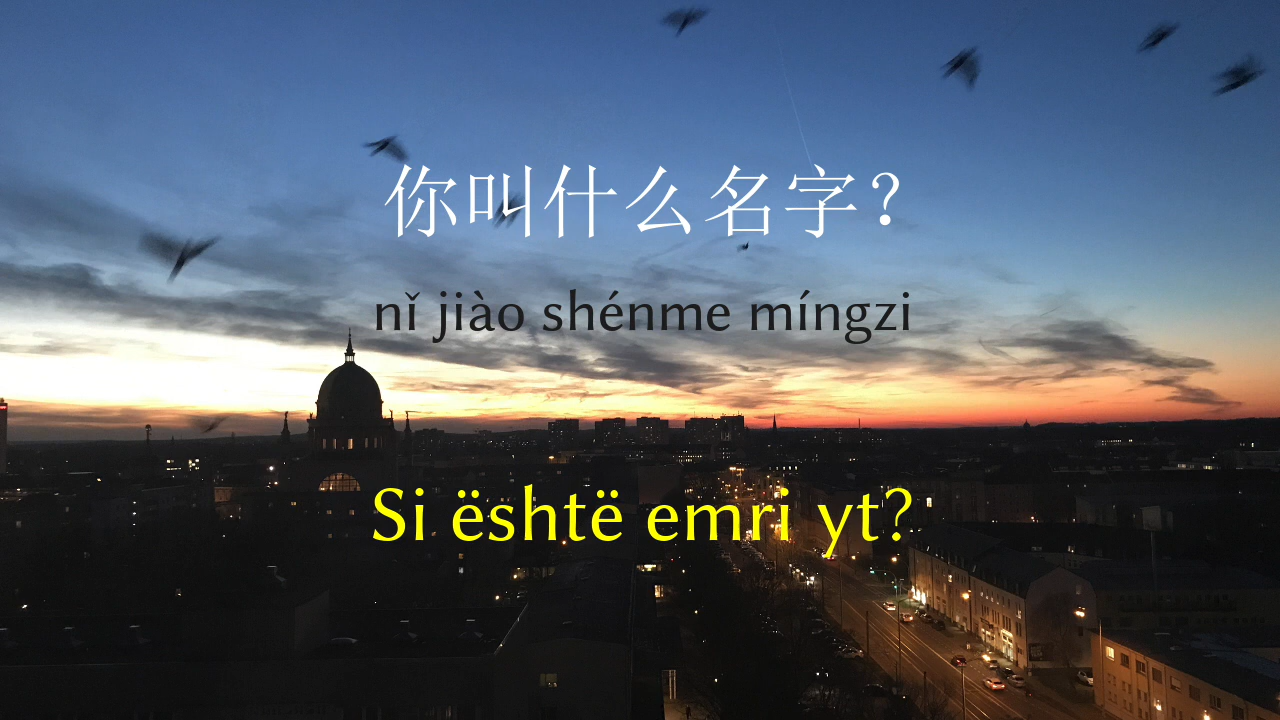 你叫什么名字？
nǐ jiào shénme míngzi
Si është emri yt?